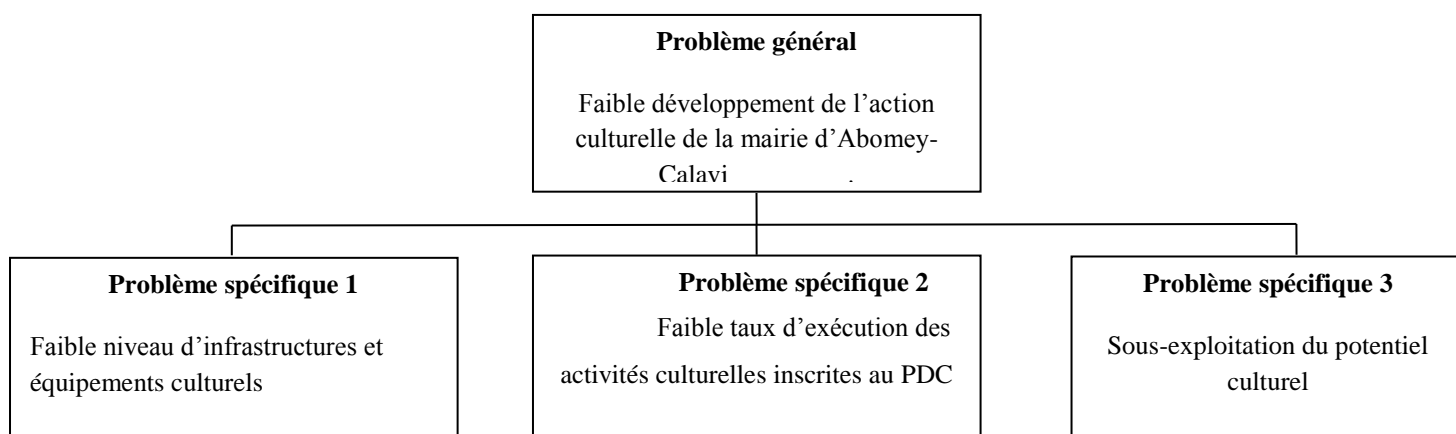 Problème général
Faible développement de l’action
culturelle de la mairie d’Abomey-
Calavi .
Problème spécifique 1
Faible niveau d’infrastructures et
équipements culturels
Problème spécifique 2
Faible taux d’exécution des
activités culturelles inscrites au PDC
Problème spécifique 3
Sous-exploitation du potentiel
culturel